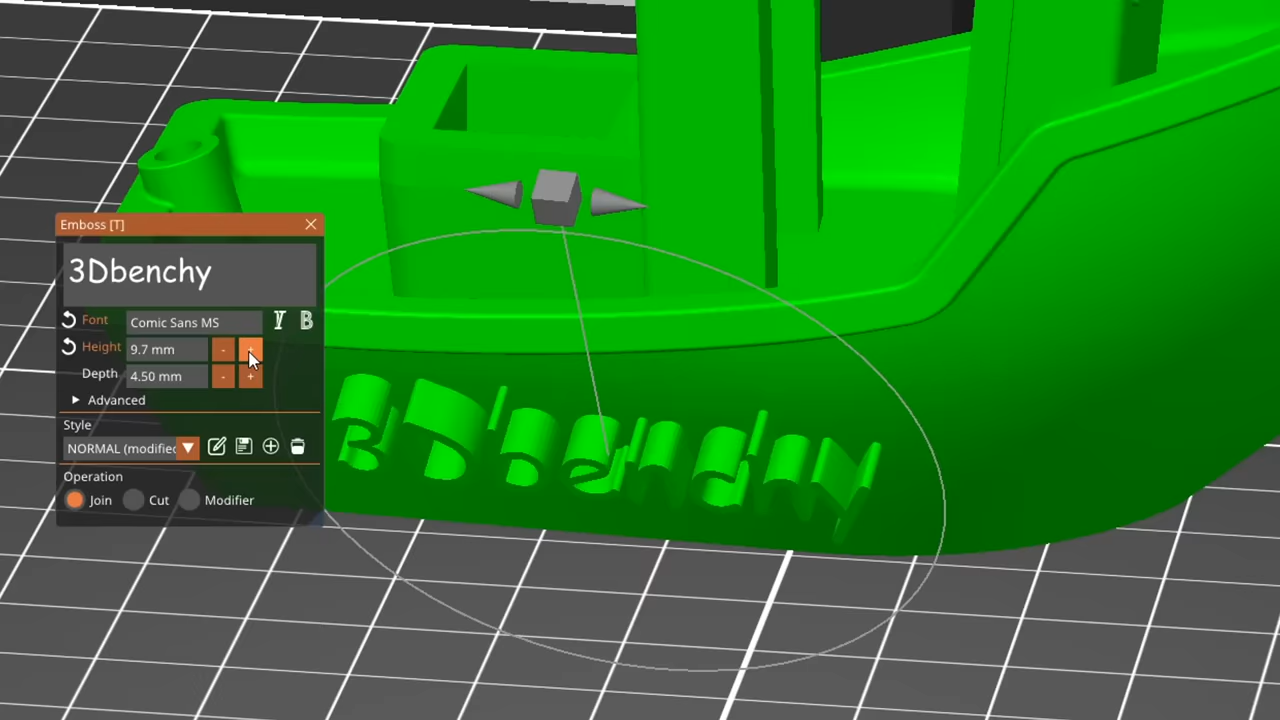 Emboss [T]
3Dbenchy
Font Comic Sans MS I B
Height 9.7 mm - +
Depth 4.50 mm - +
Advanced
Style
NORMAL (modified
Operation
Join Cut Modifier
3Dbenchy